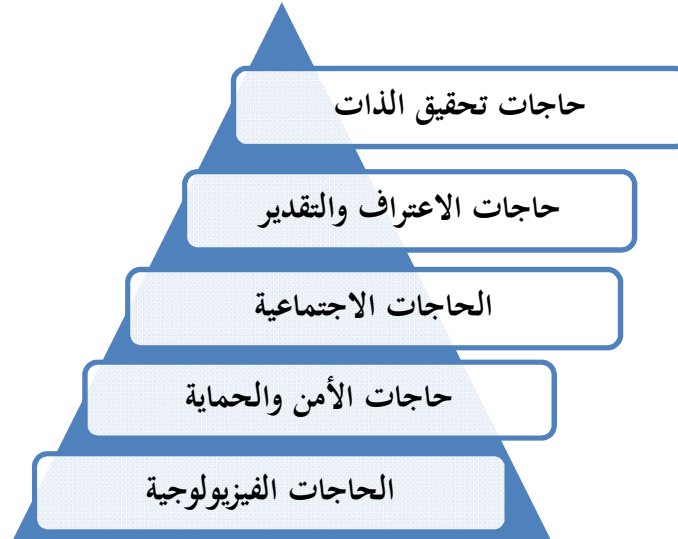 حاجات تحقيق الذات
حاجات الاعتراف والتقدير
الحاجات الاجتماعية
حاجات الأمن والحماية
الحاجات الفيزيولوجية